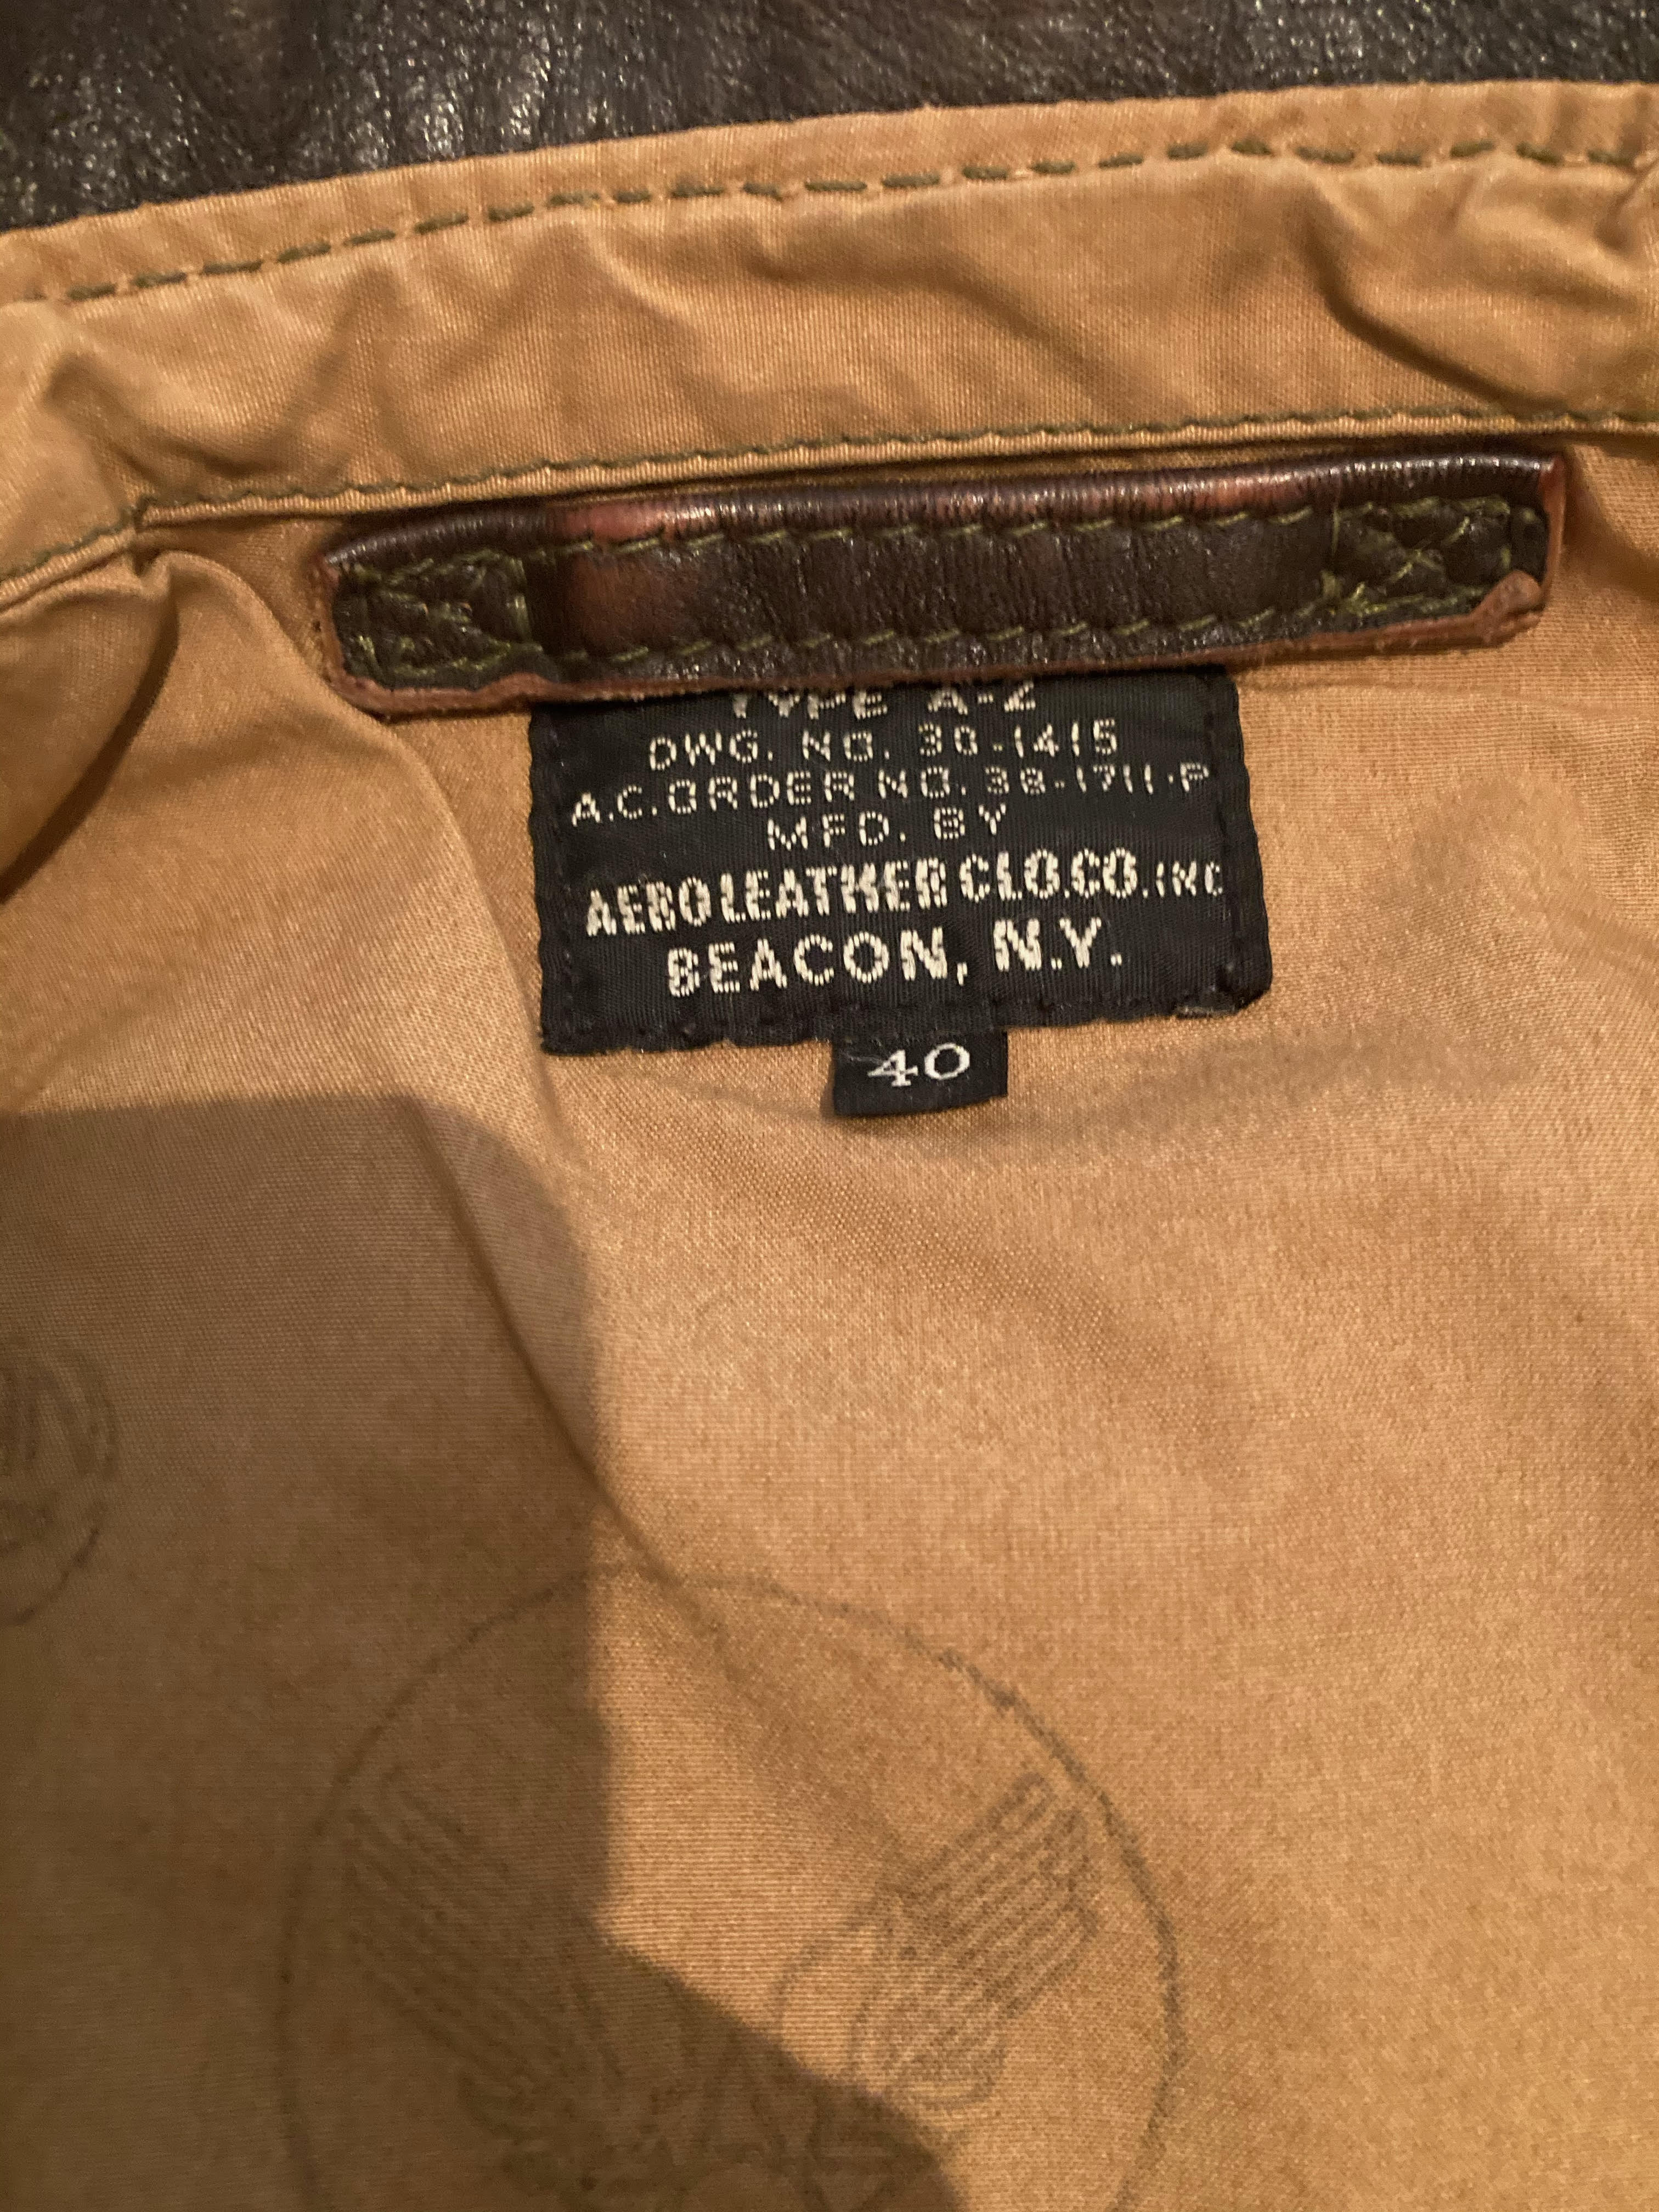 TYPE A-2
DWG. NO. 30-1415
A.C. ORDER NO. 38-1711-P
MFD. BY
AERO LEATHER CLO.CO. INC
BEACON, N.Y.
40